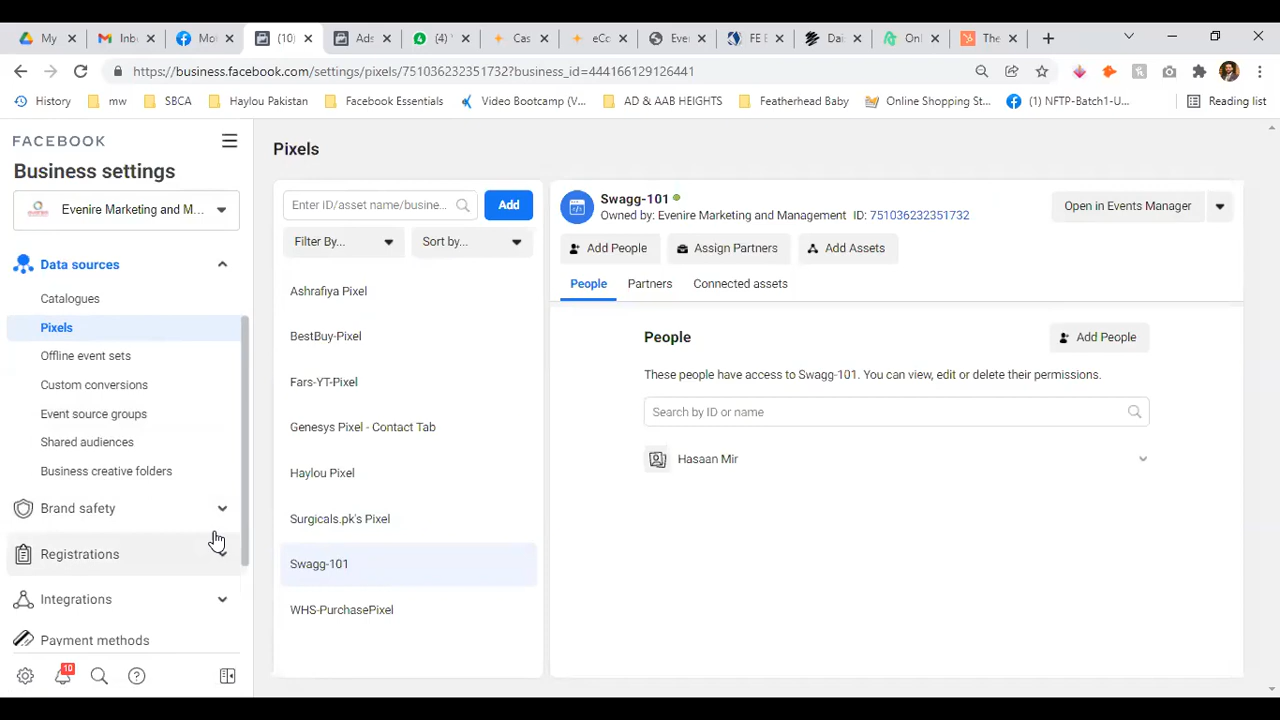 My
Inb
Moi
(10)
Ads
(4)
Cas
eCc
Eve
FE E
Dai
Onl
The
https://business.facebook.com/settings/pixels/751036232351732?business_id=444166129126441
History
mw
SBCA
Haylou Pakistan
Facebook Essentials
Video Bootcamp (V...
AD & AAB HEIGHTS
Featherhead Baby
Online Shopping St...
(1) NFTP-Batch1-U...
Reading list
FACEBOOK
Business settings
Evenire Marketing and M...
Data sources
Catalogues
Pixels
Offline event sets
Custom conversions
Event source groups
Shared audiences
Business creative folders
Brand safety
Registrations
Integrations
Payment methods
10
Pixels
Enter ID/asset name/busine...
Add
Filter By...
Sort by...
Ashrafiya Pixel
BestBuy-Pixel
Fars-YT-Pixel
Genesys Pixel - Contact Tab
Haylou Pixel
Surgicals.pk's Pixel
Swagg-101
WHS-PurchasePixel
Swagg-101
Owned by: Evenire Marketing and Management ID: 751036232351732
Open in Events Manager
Add People
Assign Partners
Add Assets
People
Partners
Connected assets
People
Add People
These people have access to Swagg-101. You can view, edit or delete their permissions.
Search by ID or name
Hasaan Mir